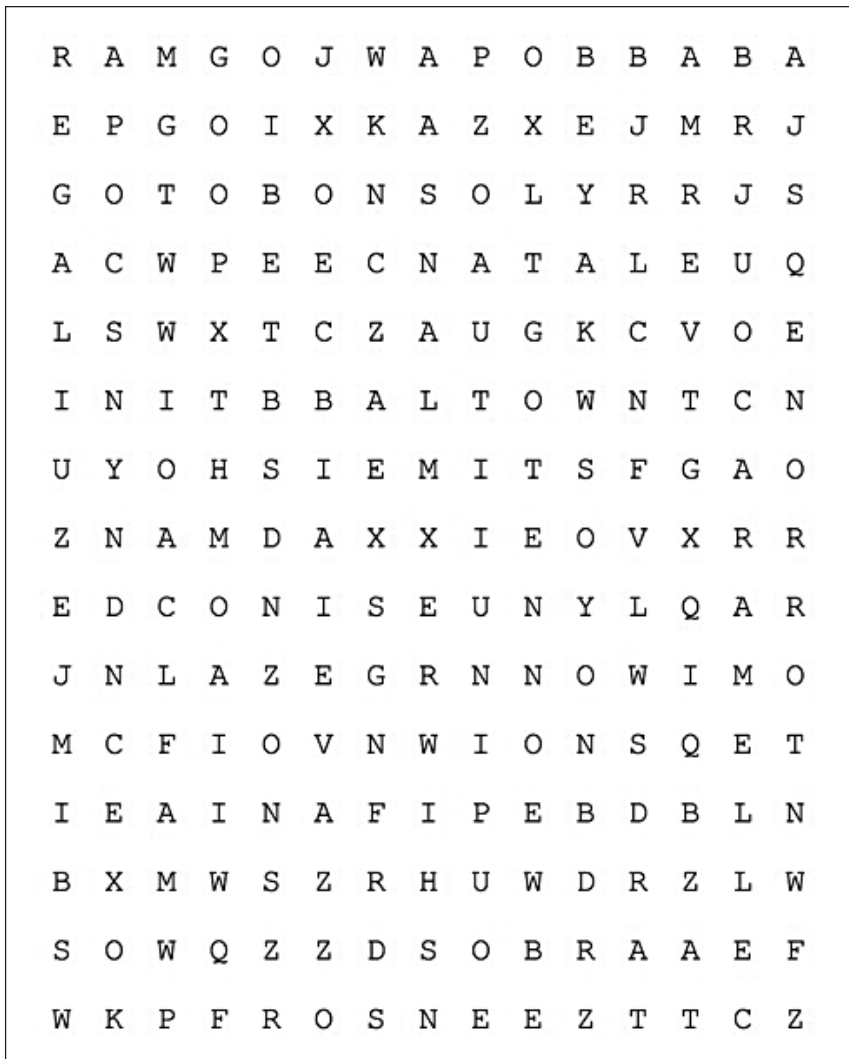 R A M G O J W A P O B B A B A
E P G O I X K A Z X E J M R J
G O T O B O N S O L Y R R J S
A C W P E E C N A T A L E U Q
L S W X T C Z A U G K C V O E
I N I T B B A L T O W N T C N
U Y O H S I E M I T S F G A O
Z N A M D A X X I E O V X R R
E D C O N I S E U N Y L Q A R
J N L A Z E G R N N O W I M O
M C F I O V N W I O N S Q E T
I E A I N A F I P E B D B L N
B X M W S Z R H U W D R Z L W
S O W Q Z Z D S O B R A A E F
W K P F R O S N E E Z T T C Z